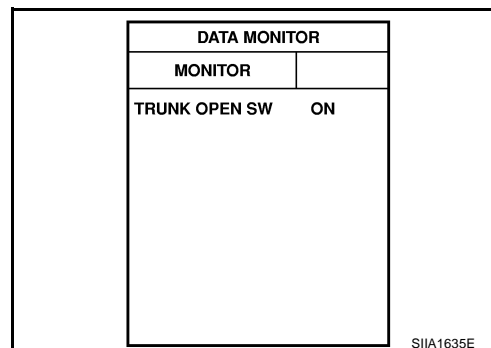 DATA MONITOR
MONITOR
TRUNK OPEN SW ON
SIIA1635E